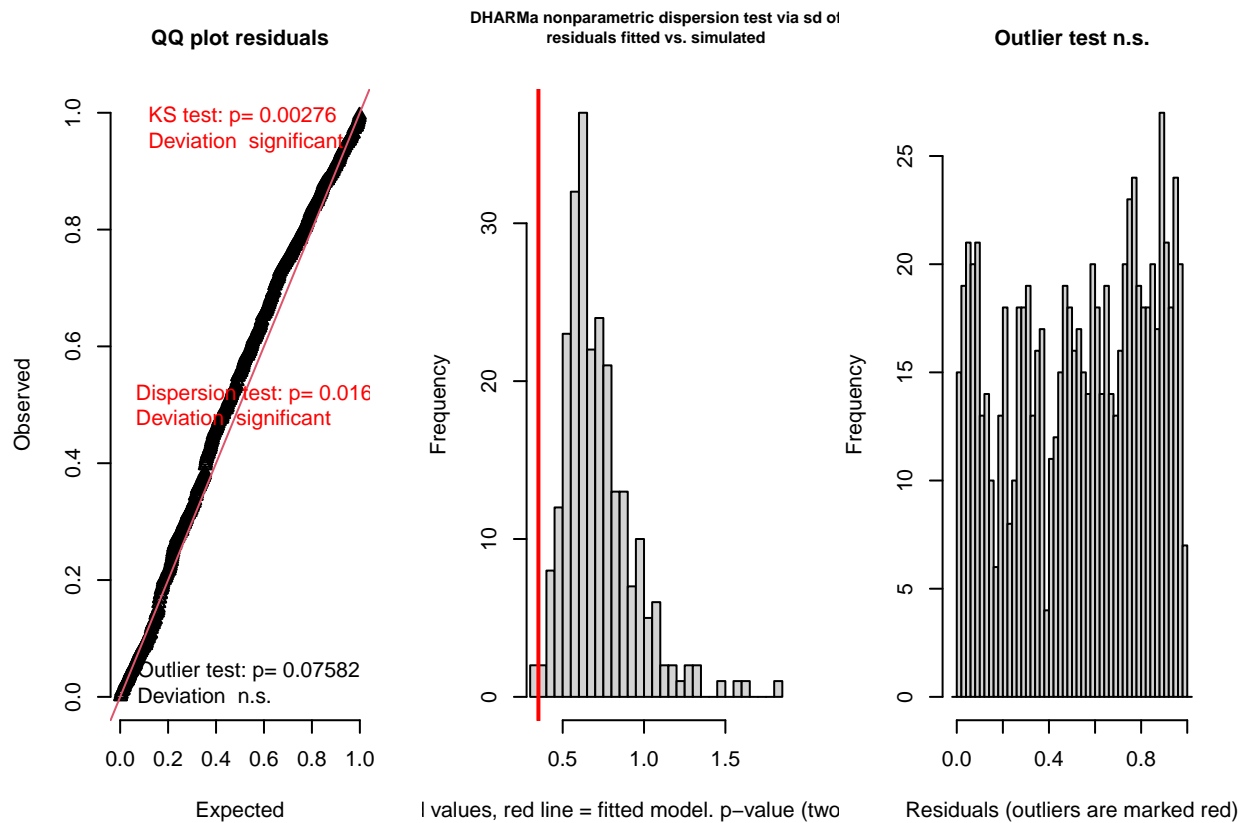 QQ plot residuals
KS test: p= 0.00276
Deviation  significant
Dispersion test: p= 0.016
Deviation  significant
Outlier test: p= 0.07582
Deviation  n.s.
Observed
0.0 0.2 0.4 0.6 0.8 1.0
0.0 0.2 0.4 0.6 0.8 1.0
Expected
DHARMa nonparametric dispersion test via sd of
residuals fitted vs. simulated
Frequency
0 10 20 30
0.5 1.0 1.5
values, red line = fitted model. p−value (two
Outlier test n.s.
Frequency
0 5 10 15 20 25
0.0 0.4 0.8
Residuals (outliers are marked red)